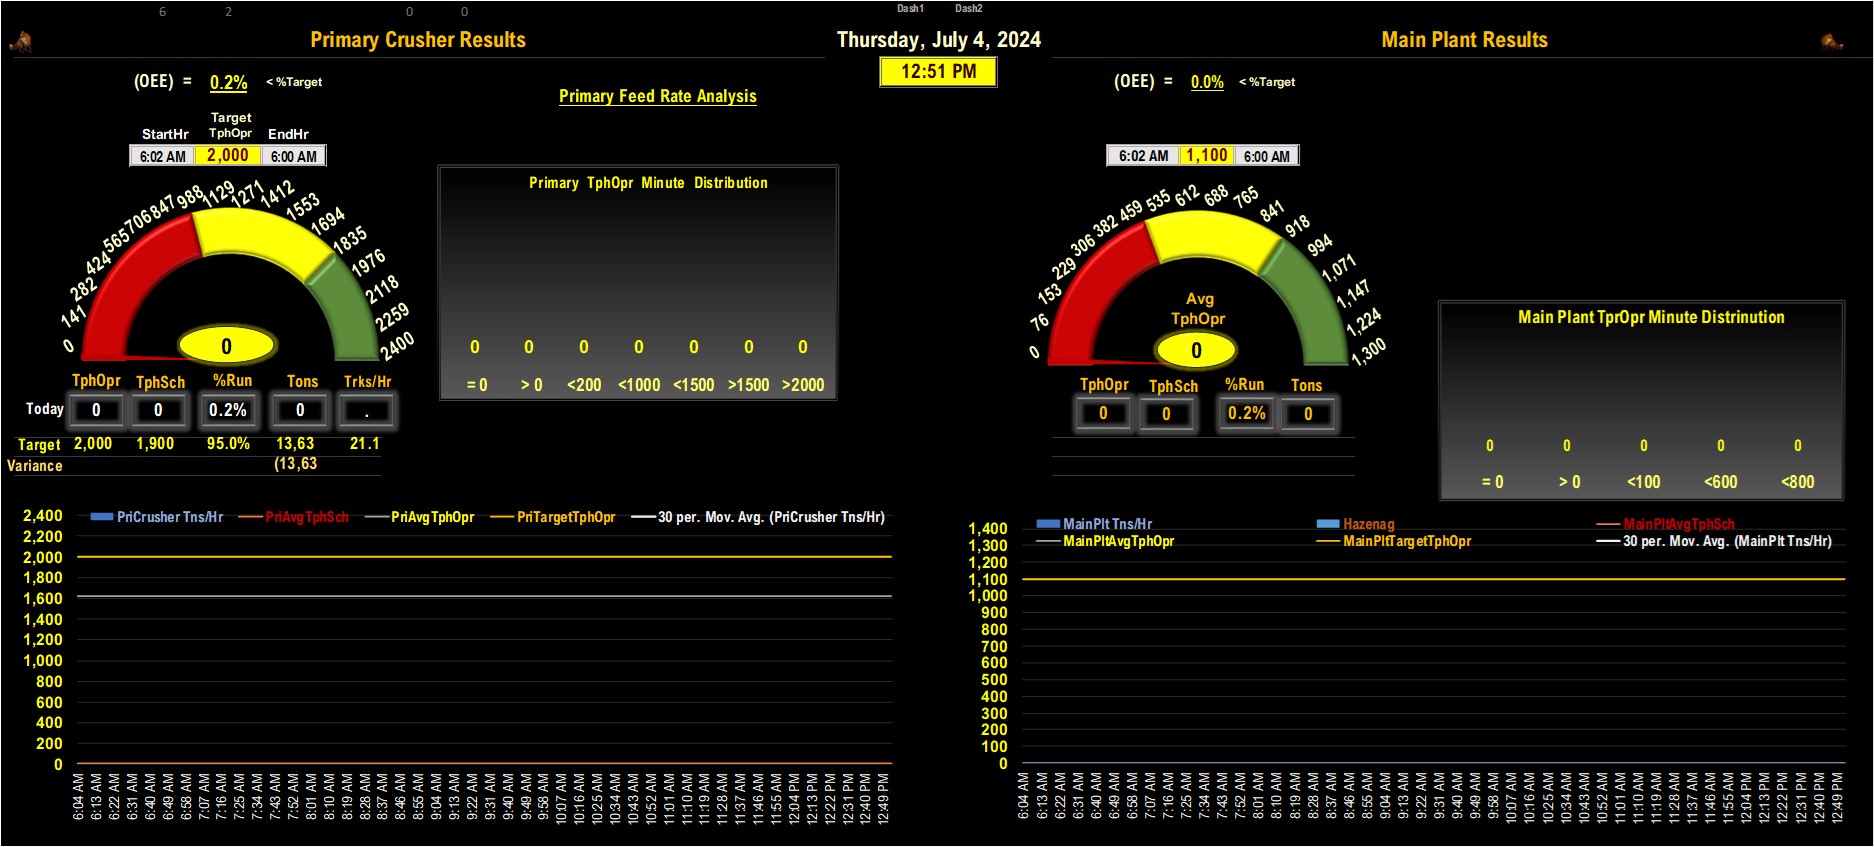 6 2 0 0 Dash1 Dash2
Primary Crusher Results
Thursday, July 4, 2024
Main Plant Results
12:51 PM
(OEE) = 0.2% < %Target
Primary Feed Rate Analysis
(OEE) = 0.0% < %Target
Target
StartHr TphOpr EndHr
6:02 AM 2,000 6:00 AM
6:02 AM 1,100 6:00 AM
0 141 282 424 565 706 847 988 1129 1271 1412 1553 1694 1835 1976 2118 2259 2400
0
Primary TphOpr Minute Distribution
0 0 0 0 0 0 0
= 0 > 0 <200 <1000 <1500 >1500 >2000
0 76 153 229 306 382 459 535 612 688 765 841 918 994 1,071 1,147 1,224 1,300
Avg
TphOpr
0
Main Plant TprOpr Minute Distrinution
0 0 0 0 0
= 0 > 0 <100 <600 <800
TphOpr TphSch %Run Tons Trks/Hr
Today 0 0 0.2% 0 .
Target 2,000 1,900 95.0% 13,63 21.1
Variance (13,63
TphOpr TphSch %Run Tons
0 0 0.2% 0
PriCrusher Tns/Hr PriAvgTphSch PriAvgTphOpr PriTargetTphOpr 30 per. Mov. Avg. (PriCrusher Tns/Hr)
2,400
2,200
2,000
1,800
1,600
1,400
1,200
1,000
800
600
400
200
0
6:04 AM 6:13 AM 6:22 AM 6:31 AM 6:40 AM 6:49 AM 6:58 AM 7:07 AM 7:16 AM 7:25 AM 7:34 AM 7:43 AM 7:52 AM 8:01 AM 8:10 AM 8:19 AM 8:28 AM 8:37 AM 8:46 AM 8:55 AM 9:04 AM 9:13 AM 9:22 AM 9:31 AM 9:40 AM 9:49 AM 9:58 AM 10:07 AM 10:16 AM 10:25 AM 10:34 AM 10:43 AM 10:52 AM 11:01 AM 11:10 AM 11:19 AM 11:28 AM 11:37 AM 11:46 AM 11:55 AM 12:04 PM 12:13 PM 12:22 PM 12:31 PM 12:40 PM 12:49 PM
MainPlt Tns/Hr Hazenag MainPltAvgTphSch
MainPltAvgTphOpr MainPltTargetTphOpr 30 per. Mov. Avg. (MainPlt Tns/Hr)
1,400
1,300
1,200
1,100
1,000
900
800
700
600
500
400
300
200
100
0
6:04 AM 6:13 AM 6:22 AM 6:31 AM 6:40 AM 6:49 AM 6:58 AM 7:07 AM 7:16 AM 7:25 AM 7:34 AM 7:43 AM 7:52 AM 8:01 AM 8:10 AM 8:19 AM 8:28 AM 8:37 AM 8:46 AM 8:55 AM 9:04 AM 9:13 AM 9:22 AM 9:31 AM 9:40 AM 9:49 AM 9:58 AM 10:07 AM 10:16 AM 10:25 AM 10:34 AM 10:43 AM 10:52 AM 11:01 AM 11:10 AM 11:19 AM 11:28 AM 11:37 AM 11:46 AM 11:55 AM 12:04 PM 12:13 PM 12:22 PM 12:31 PM 12:40 PM 12:49 PM